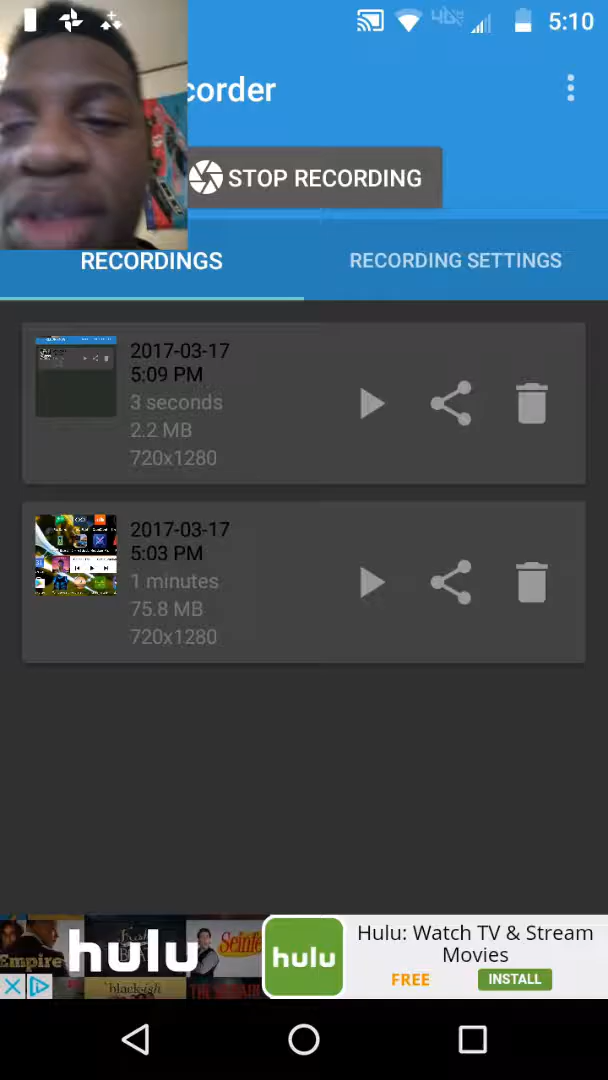 5:10
corder
STOP RECORDING
RECORDINGS
RECORDING SETTINGS
2017-03-17
5:09 PM
3 seconds
2.2 MB
720x1280
2017-03-17
5:03 PM
1 minutes
75.8 MB
720x1280
Empire
hulu
Seinfe
black-ish
hulu
Hulu: Watch TV & Stream
Movies
FREE
INSTALL